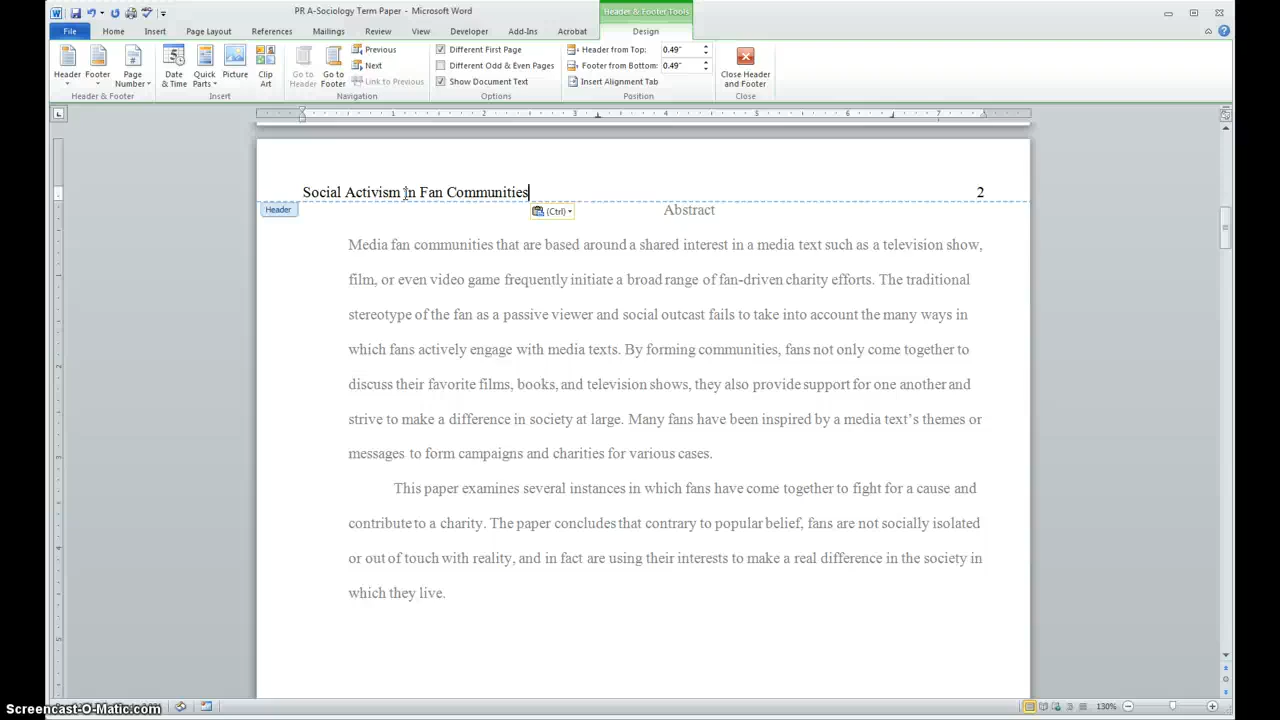 PR A-Sociology Term Paper - Microsoft Word
Header & Footer Tools
File Home Insert Page Layout References Mailings Review View Developer Add-Ins Acrobat Design
Header Footer Page Number Date & Time Quick Parts Picture Clip Art Go to Header Go to Footer
Previous
Next
Link to Previous
Different First Page
Different Odd & Even Pages
Show Document Text
Header from Top: 0.49"
Footer from Bottom: 0.49"
Insert Alignment Tab
Close Header and Footer
Header & Footer Insert Navigation Options Position Close
1 2 3 4 5 6 7
Social Activism in Fan Communities 2
Header
(Ctrl)
Abstract
Media fan communities that are based around a shared interest in a media text such as a television show,
film, or even video game frequently initiate a broad range of fan-driven charity efforts. The traditional
stereotype of the fan as a passive viewer and social outcast fails to take into account the many ways in
which fans actively engage with media texts. By forming communities, fans not only come together to
discuss their favorite films, books, and television shows, they also provide support for one another and
strive to make a difference in society at large. Many fans have been inspired by a media text’s themes or
messages to form campaigns and charities for various cases.
This paper examines several instances in which fans have come together to fight for a cause and
contribute to a charity. The paper concludes that contrary to popular belief, fans are not socially isolated
or out of touch with reality, and in fact are using their interests to make a real difference in the society in
which they live.
130%
Screencast-O-Matic.com